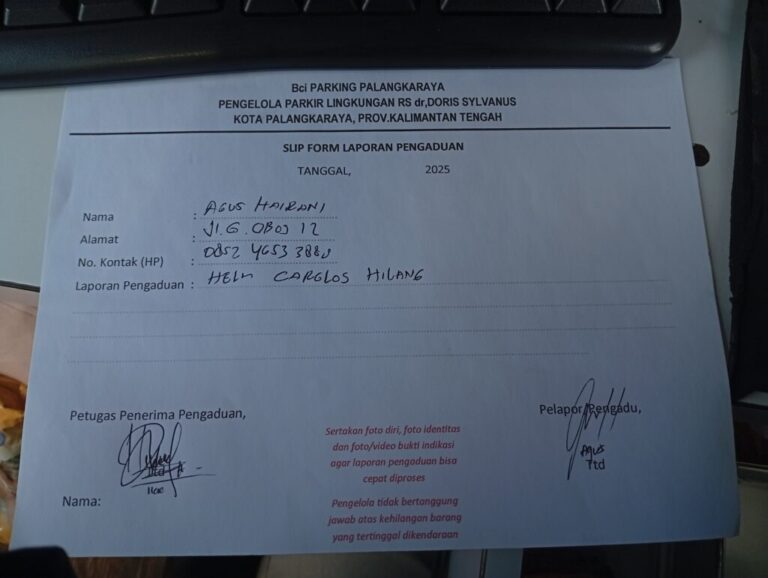 Bci PARKING PALANGKARAYA
PENGELOLA PARKIR LINGKUNGAN RS dr,DORIS SYLVANUS
KOTA PALANGKARAYA, PROV.KALIMANTAN TENGAH
SLIP FORM LAPORAN PENGADUAN
TANGGAL, 2025
Nama : AGUS HAIRANI
Alamat : Jl. G. OBOS 12
No. Kontak (HP) : 0852 4653
Laporan Pengaduan : HELM CARGLOS HILANG
Petugas Penerima Pengaduan,
Pelapor/Pengadu,
Sertakan foto diri, foto identitas
dan foto/video bukti indikasi
agar laporan pengaduan bisa
cepat diproses
AGUS
Ttd
Ttd
Nama:
Pengelola tidak bertanggung
jawab atas kehilangan barang
yang tertinggal dikendaraan